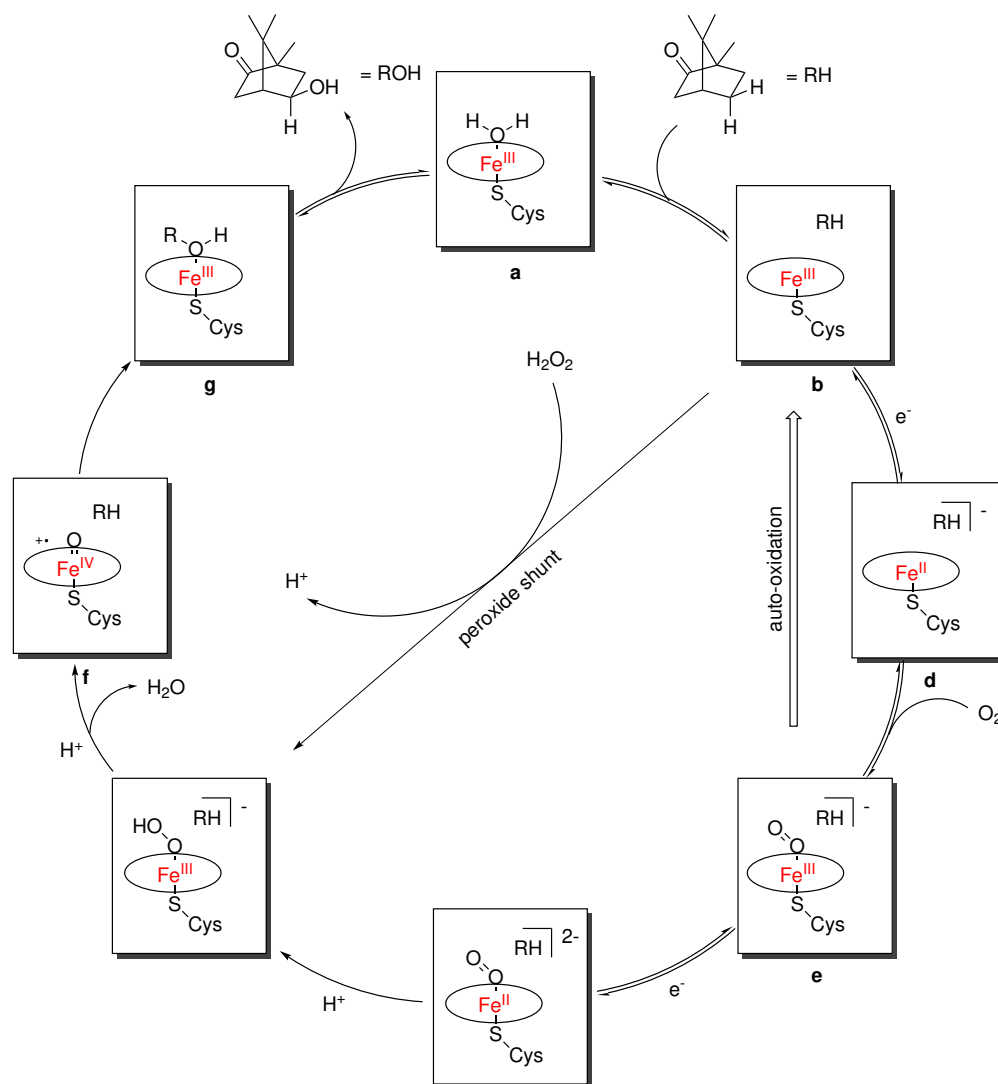 O
OH
H
= ROH
O
H
H
= RH
H H
O
Fe^III
S
Cys
a
RH
Fe^III
S
Cys
b
R H
O
Fe^III
S
Cys
g
H₂O₂
e⁻
RH
+•
O
Fe^IV
S
Cys
f
H⁺
peroxide shunt
auto-oxidation
RH -
Fe^II
S
Cys
d
H₂O
H⁺
O₂
RH -
HO
O
Fe^III
S
Cys
RH -
O
O
Fe^III
S
Cys
e
RH 2-
O
O
Fe^II
S
Cys
H⁺
e⁻